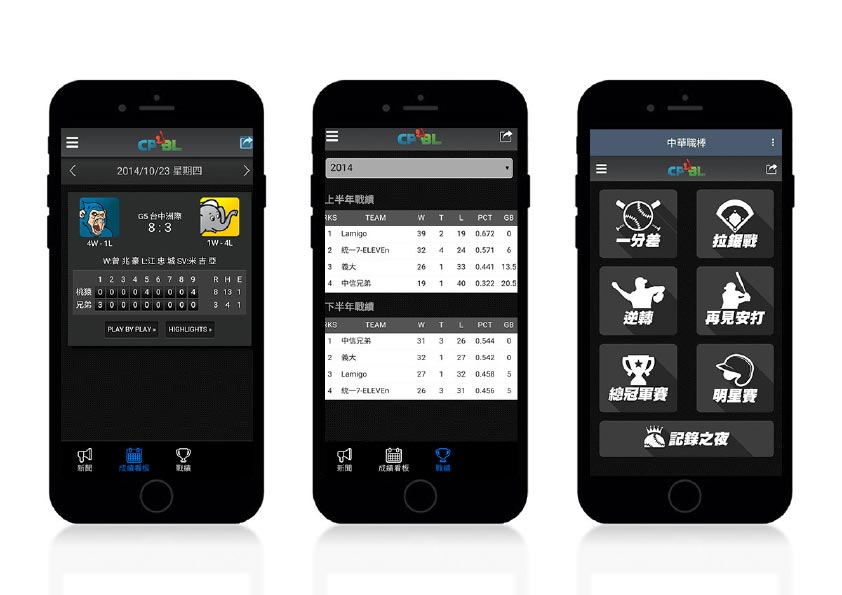 CPBL
2014/10/23 星期四
G5 台中洲際
8 : 3
4W - 1L
1W - 4L
W:曾兆豪 L:江忠城 SV:米吉亞
1 2 3 4 5 6 7 8 9 R H E
桃猿 0 0 0 0 4 0 0 0 4 8 13 1
兄弟 3 0 0 0 0 0 0 0 0 3 4 1
PLAY BY PLAY »
HIGHLIGHTS »
新聞
成績看板
戰績
CPBL
2014
上半年戰績
RKS TEAM W T L PCT GB
1 Lamigo 39 2 19 0.672 0
2 統一7-ELEVEn 32 4 24 0.571 6
3 義大 26 1 33 0.441 13.5
4 中信兄弟 19 1 40 0.322 20.5
下半年戰績
RKS TEAM W T L PCT GB
1 中信兄弟 31 3 26 0.544 0
2 義大 32 1 27 0.542 0
3 Lamigo 27 1 32 0.458 5
4 統一7-ELEVEn 26 3 31 0.456 5
新聞
成績看板
戰績
中華職棒
CPBL
一分差
拉鋸戰
逆轉
再見安打
總冠軍賽
明星賽
記錄之夜